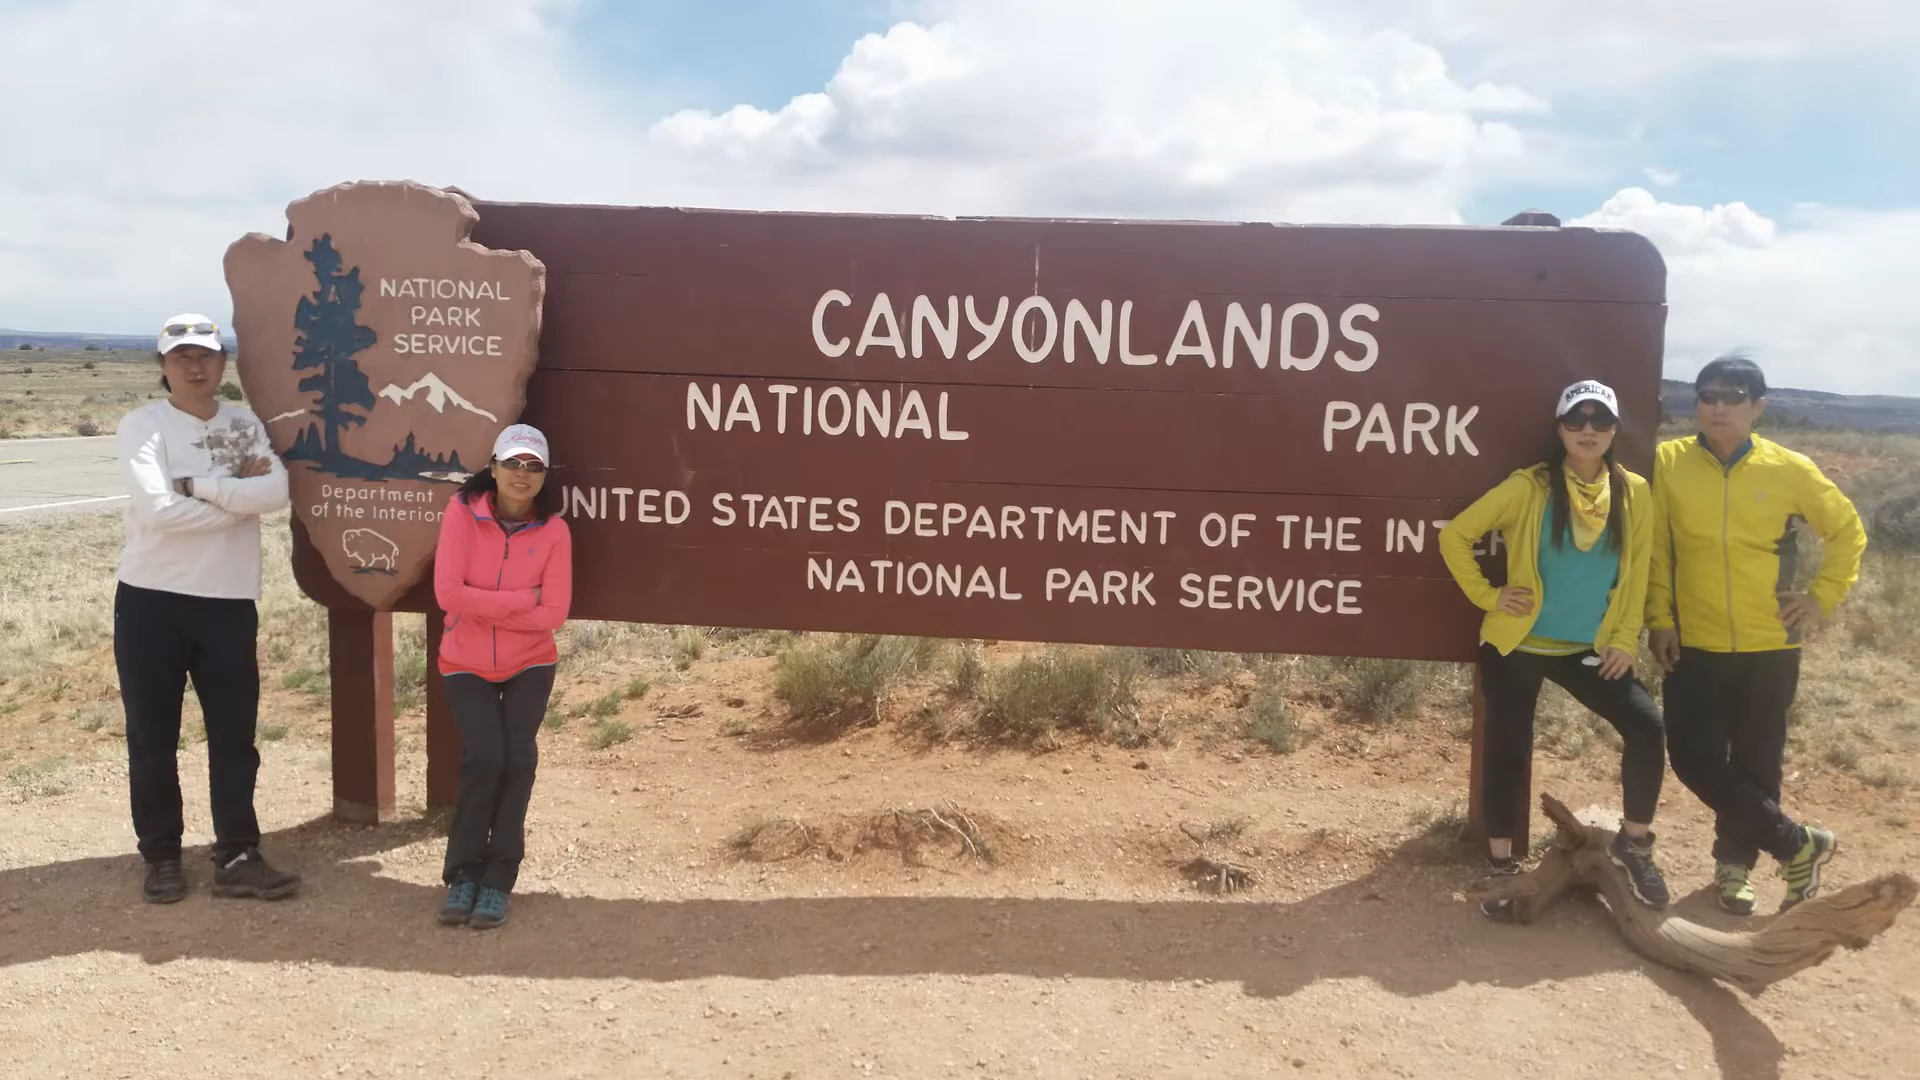 NATIONAL
PARK
SERVICE
Department
of the Interior
CANYONLANDS
NATIONAL PARK
UNITED STATES DEPARTMENT OF THE INTER
NATIONAL PARK SERVICE
AMERICAN